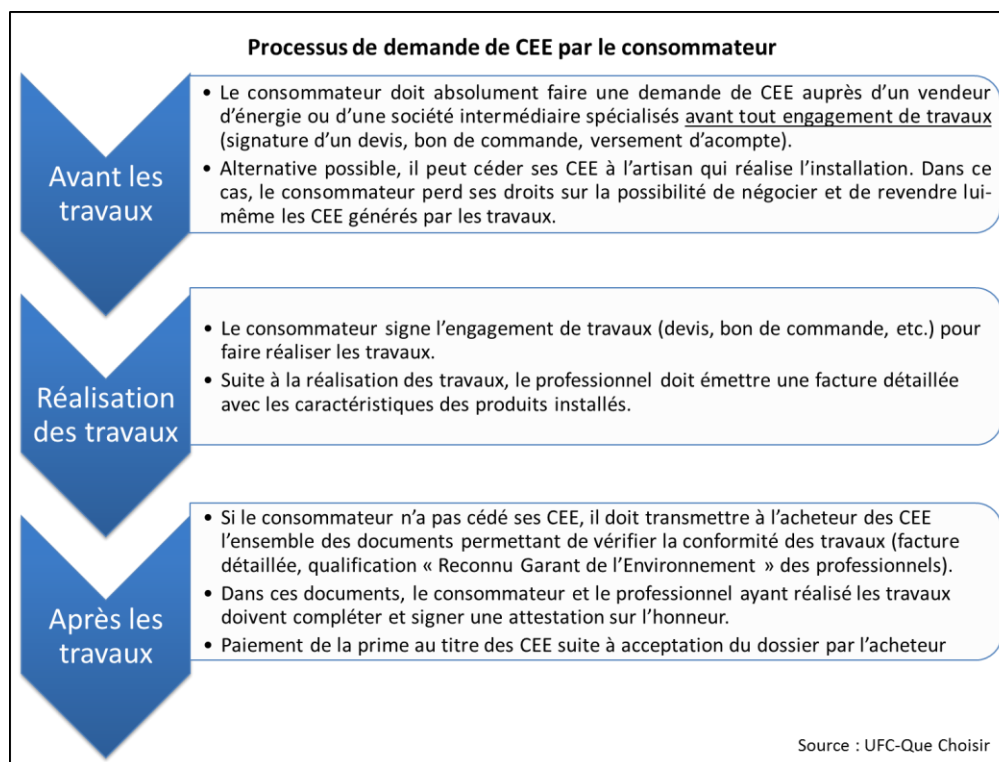 Processus de demande de CEE par le consommateur
Avant les
travaux
• Le consommateur doit absolument faire une demande de CEE auprès d’un vendeur
d’énergie ou d’une société intermédiaire spécialisés avant tout engagement de travaux
(signature d’un devis, bon de commande, versement d’acompte).
• Alternative possible, il peut céder ses CEE à l’artisan qui réalise l’installation. Dans ce
cas, le consommateur perd ses droits sur la possibilité de négocier et de revendre lui-
même les CEE générés par les travaux.
Réalisation
des travaux
• Le consommateur signe l’engagement de travaux (devis, bon de commande, etc.) pour
faire réaliser les travaux.
• Suite à la réalisation des travaux, le professionnel doit émettre une facture détaillée
avec les caractéristiques des produits installés.
Après les
travaux
• Si le consommateur n’a pas cédé ses CEE, il doit transmettre à l’acheteur des CEE
l’ensemble des documents permettant de vérifier la conformité des travaux (facture
détaillée, qualification « Reconnu Garant de l’Environnement » des professionnels).
• Dans ces documents, le consommateur et le professionnel ayant réalisé les travaux
doivent compléter et signer une attestation sur l’honneur.
• Paiement de la prime au titre des CEE suite à acceptation du dossier par l’acheteur
Source : UFC-Que Choisir